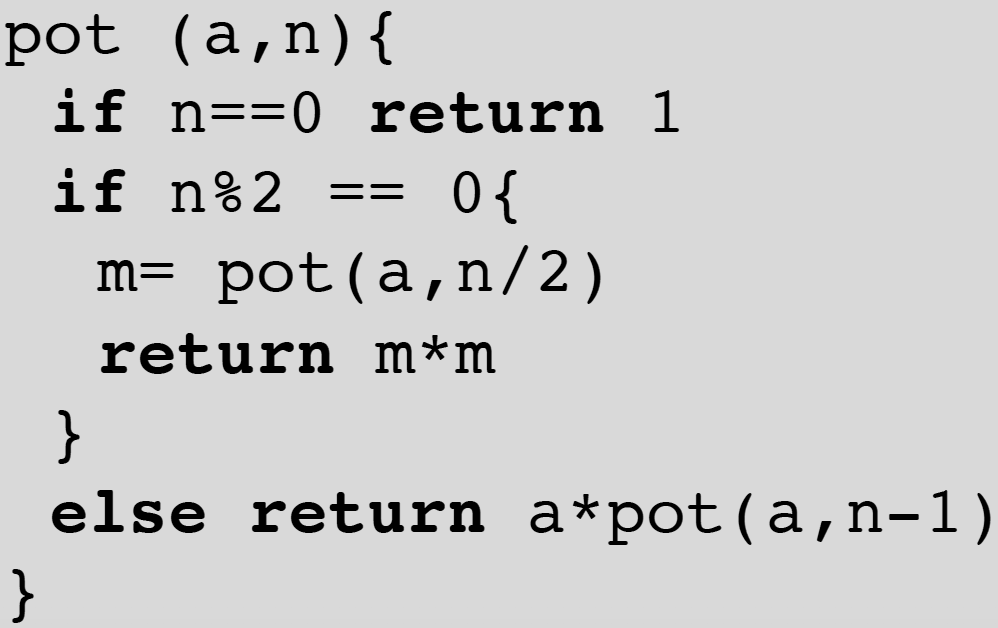 pot (a,n){
if n==0 return 1
if n%2 == 0{
m= pot(a,n/2)
return m*m
}
else return a*pot(a,n-1)
}